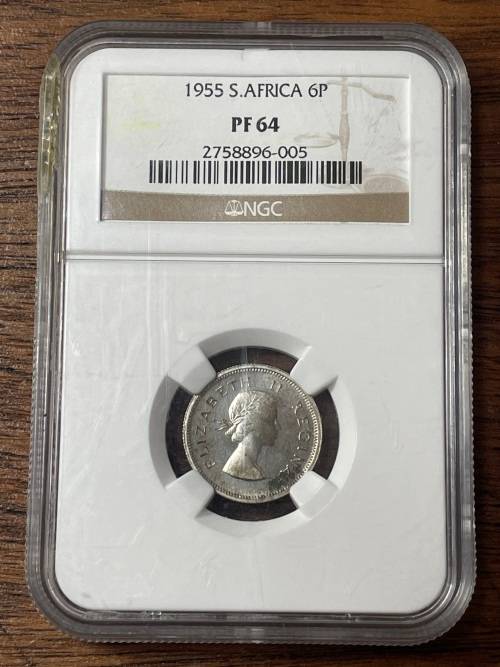 1955 S.AFRICA 6P
PF 64
2758896-005
NGC
ELIZABETH II REGINA